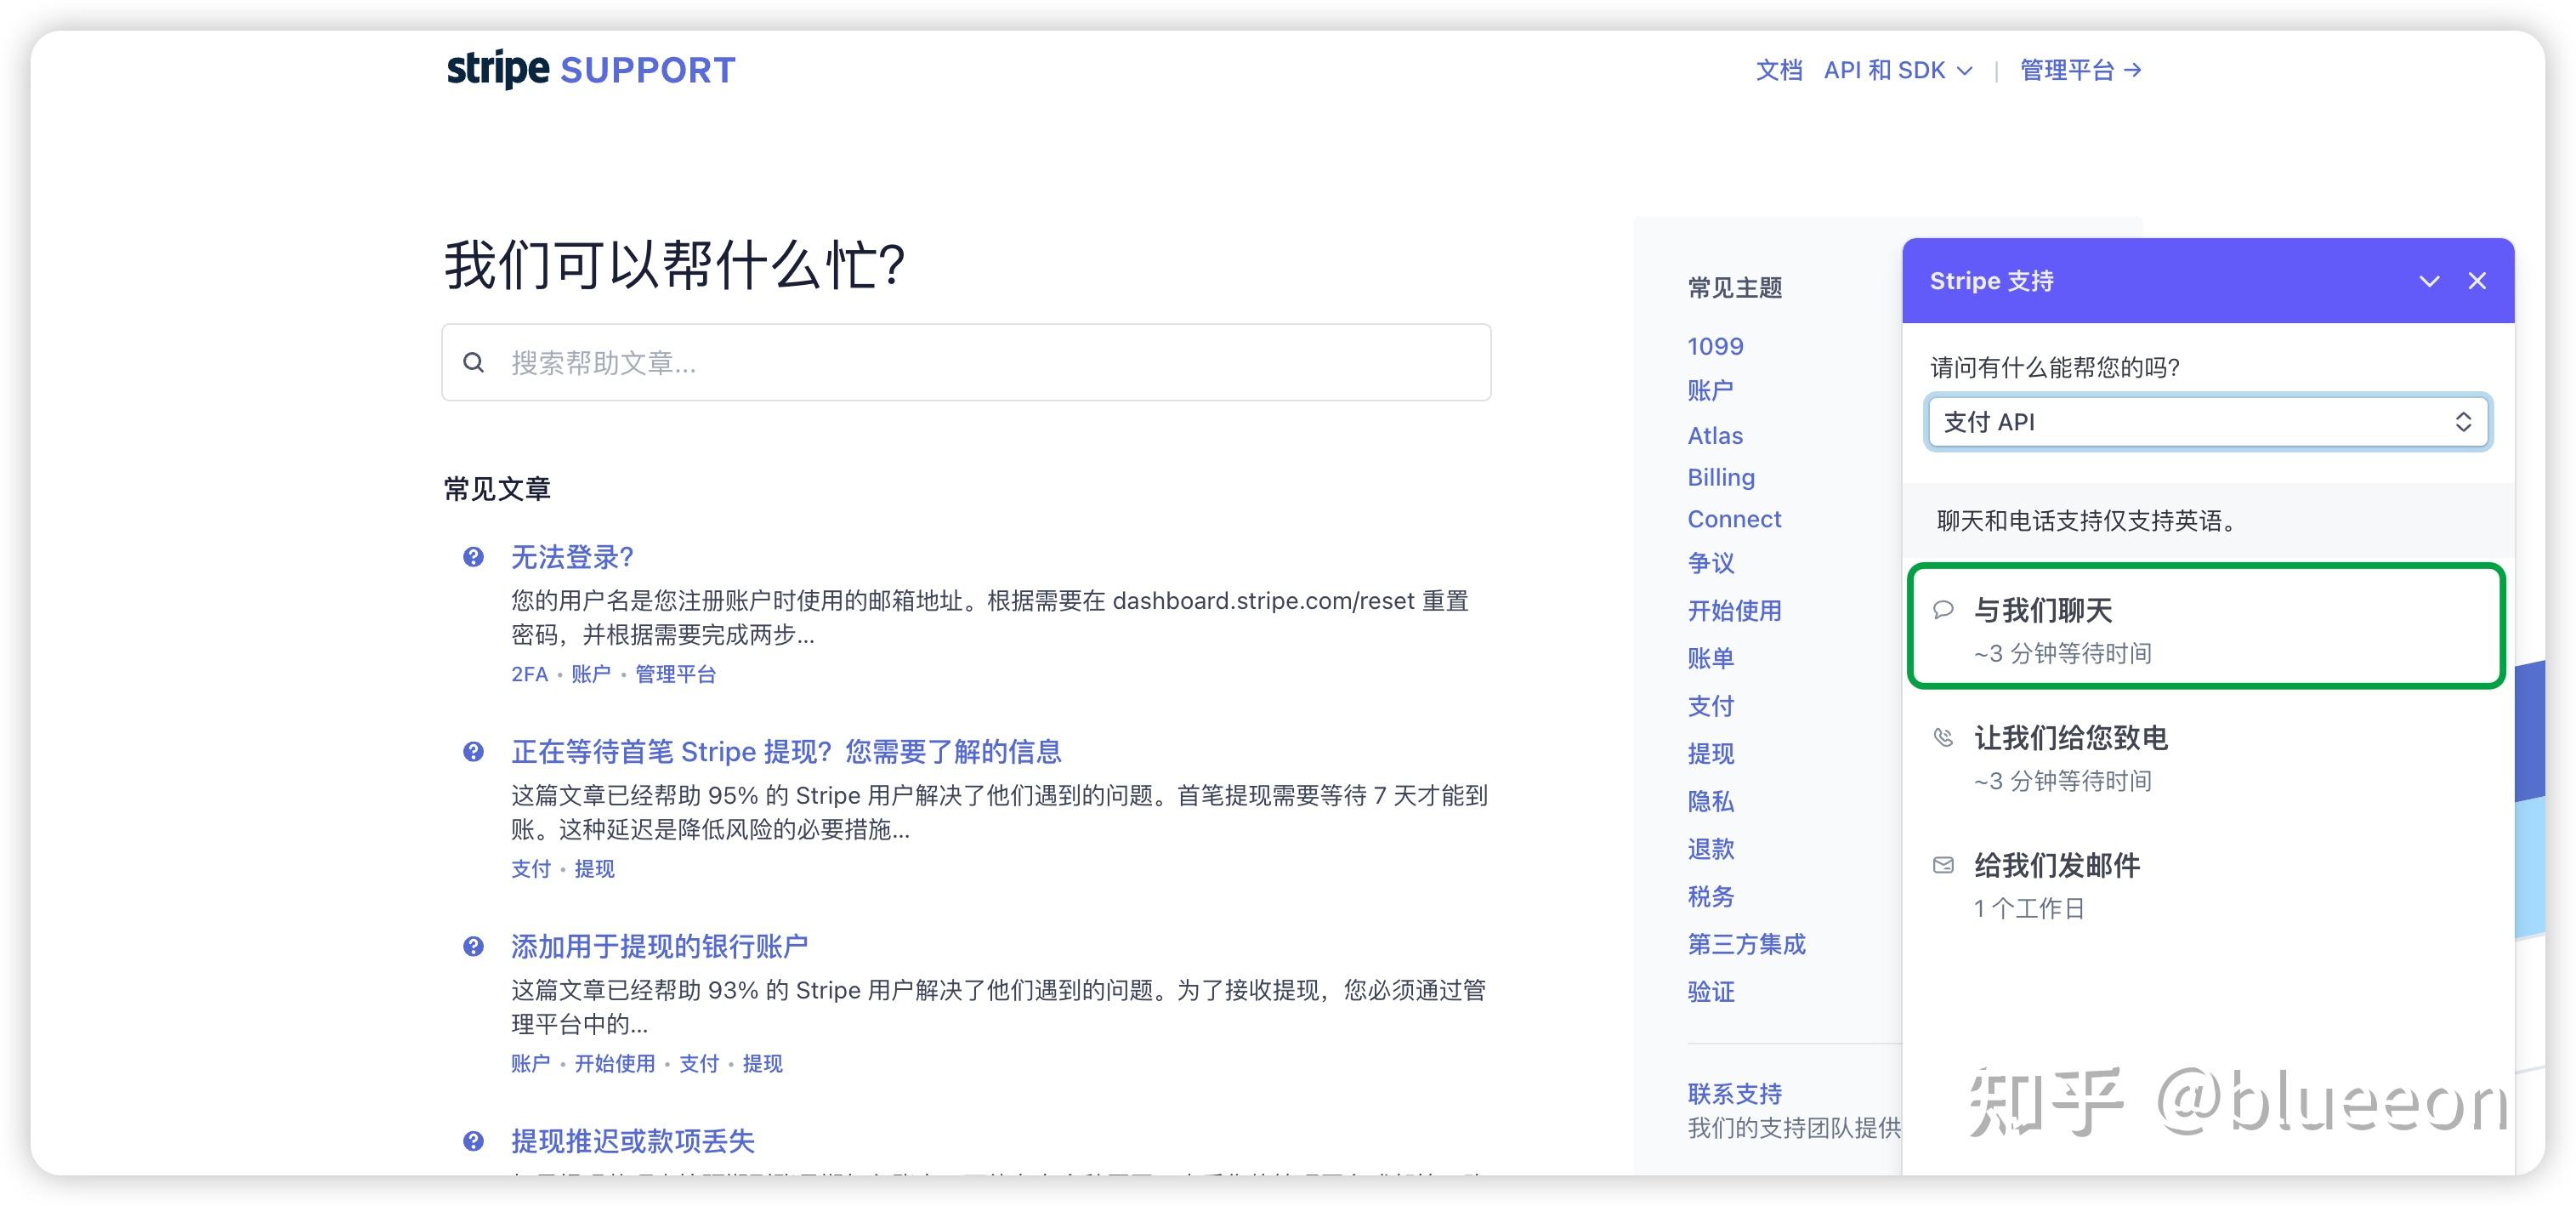 stripe SUPPORT
文档 API 和 SDK | 管理平台 →
我们可以帮什么忙?
搜索帮助文章...
常见文章
无法登录?
您的用户名是您注册账户时使用的邮箱地址。根据需要在 dashboard.stripe.com/reset 重置
密码，并根据需要完成两步...
2FA • 账户 • 管理平台
正在等待首笔 Stripe 提现？您需要了解的信息
这篇文章已经帮助 95% 的 Stripe 用户解决了他们遇到的问题。首笔提现需要等待 7 天才能到
账。这种延迟是降低风险的必要措施...
支付 • 提现
添加用于提现的银行账户
这篇文章已经帮助 93% 的 Stripe 用户解决了他们遇到的问题。为了接收提现，您必须通过管
理平台中的...
账户 • 开始使用 • 支付 • 提现
提现推迟或款项丢失
常见主题
1099
账户
Atlas
Billing
Connect
争议
开始使用
账单
支付
提现
隐私
退款
税务
第三方集成
验证
联系支持
我们的支持团队提供
Stripe 支持
请问有什么能帮您的吗?
支付 API
聊天和电话支持仅支持英语。
与我们聊天
~3 分钟等待时间
让我们给您致电
~3 分钟等待时间
给我们发邮件
1 个工作日
知乎 @blueeon